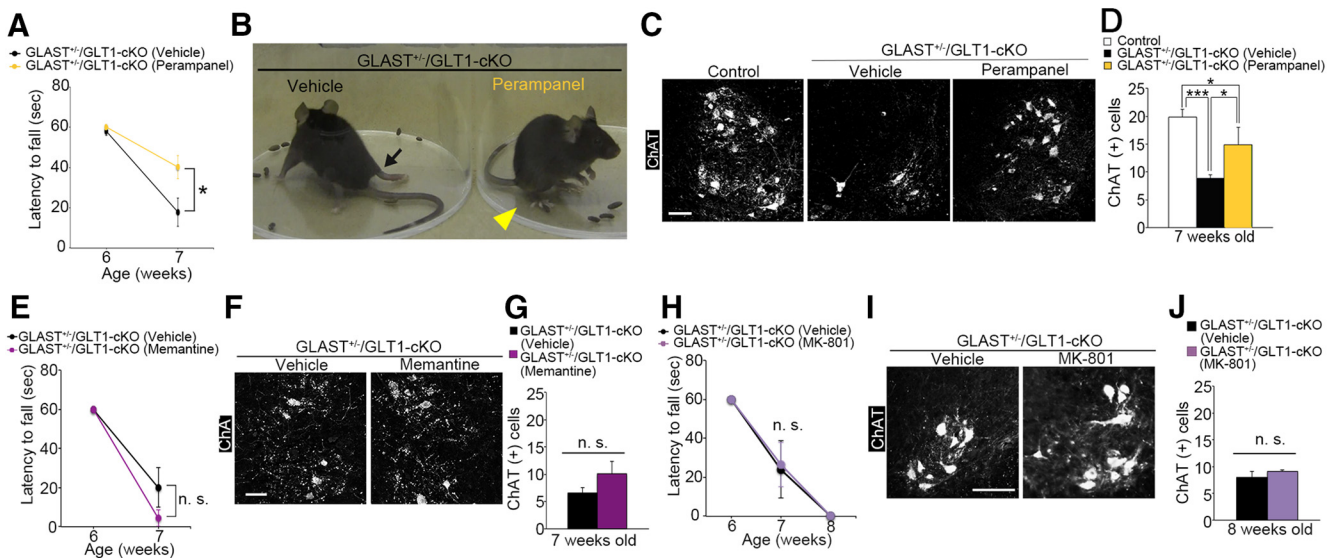 A
GLAST+/-/GLT1-cKO (Vehicle)
GLAST+/-/GLT1-cKO (Perampanel)
Latency to fall (sec)
80
60
40
20
0
*
6
7
Age (weeks)
B
GLAST+/-/GLT1-cKO
Vehicle
Perampanel
C
GLAST+/-/GLT1-cKO
Control
Vehicle
Perampanel
ChAT
D
Control
GLAST+/-/GLT1-cKO (Vehicle)
GLAST+/-/GLT1-cKO (Perampanel)
ChAT (+) cells
25
20
15
10
5
0
*
***
*
7 weeks old
E
GLAST+/-/GLT1-cKO (Vehicle)
GLAST+/-/GLT1-cKO (Memantine)
Latency to fall (sec)
80
60
40
20
0
n. s.
6
7
Age (weeks)
F
GLAST+/-/GLT1-cKO
Vehicle
Memantine
ChA
G
GLAST+/-/GLT1-cKO
(Vehicle)
GLAST+/-/GLT1-cKO
(Memantine)
ChAT (+) cells
25
20
15
10
5
0
n. s.
7 weeks old
H
GLAST+/-/GLT1-cKO (Vehicle)
GLAST+/-/GLT1-cKO (MK-801)
Latency to fall (sec)
80
60
40
20
0
n. s.
6
7
8
Age (weeks)
I
GLAST+/-/GLT1-cKO
Vehicle
MK-801
ChAT
J
GLAST+/-/GLT1-cKO
(Vehicle)
GLAST+/-/GLT1-cKO
(MK-801)
ChAT (+) cells
25
20
15
10
5
0
n. s.
8 weeks old